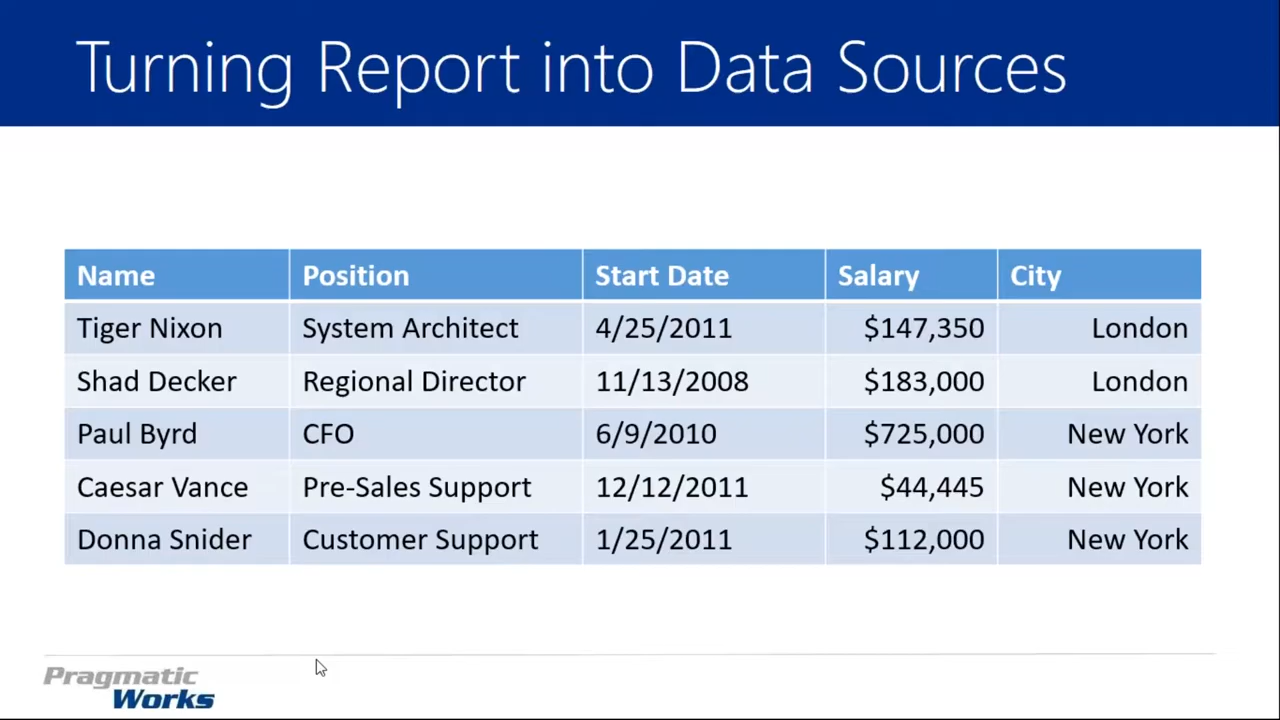 Turning Report into Data Sources
Name Position Start Date Salary City
Tiger Nixon System Architect 4/25/2011 $147,350 London
Shad Decker Regional Director 11/13/2008 $183,000 London
Paul Byrd CFO 6/9/2010 $725,000 New York
Caesar Vance Pre-Sales Support 12/12/2011 $44,445 New York
Donna Snider Customer Support 1/25/2011 $112,000 New York
Pragmatic
Works